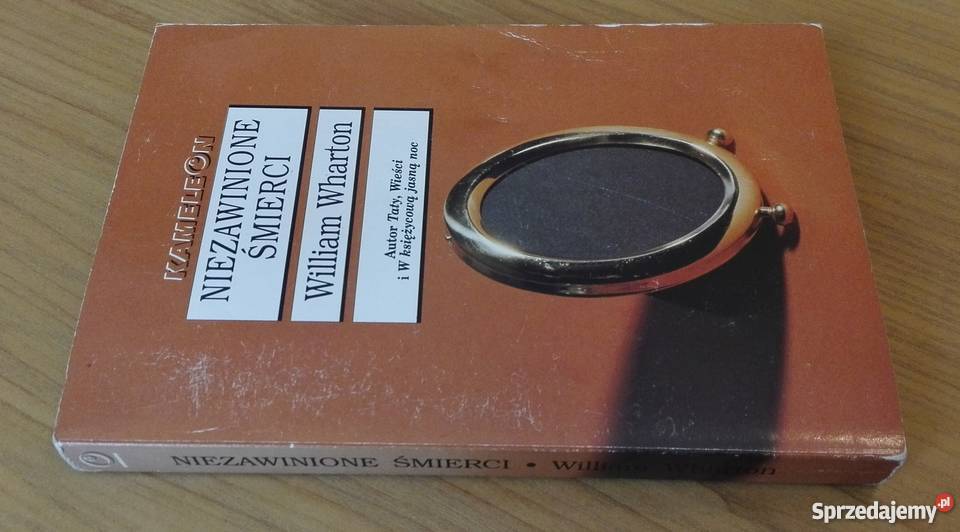 KAMELEON
NIEZAWINIONE
ŚMIERCI
William Wharton
Autor Taty, Wieści
i W księżycową jasną noc
NIEZAWINIONE ŚMIERCI • William Wharton
Sprzedajemy.pl